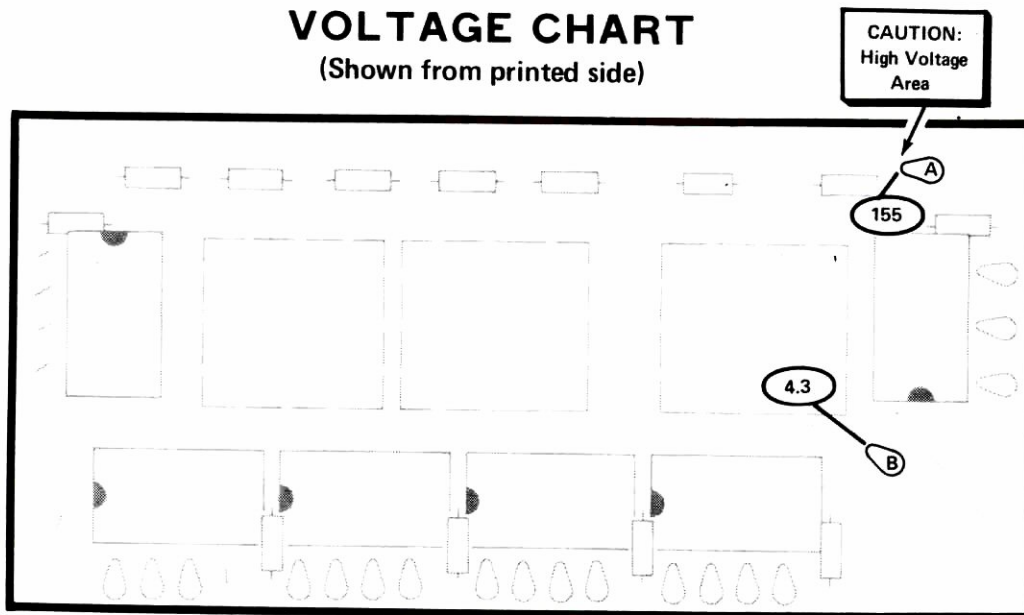 VOLTAGE CHART
(Shown from printed side)
CAUTION:
High Voltage
Area
A
155
4.3
B